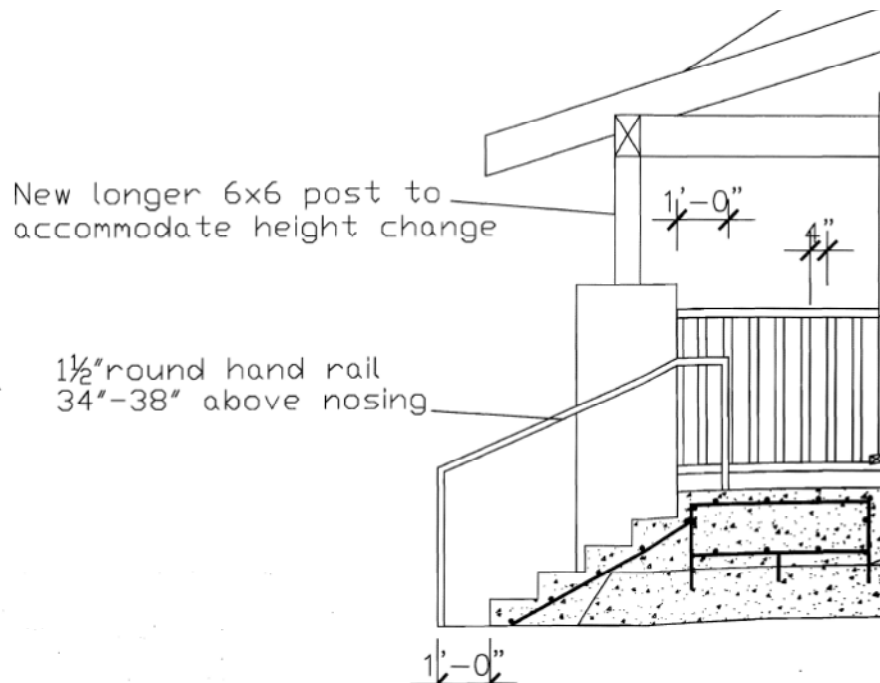 New longer 6x6 post to
accommodate height change
1'-0"
4"
1½"round hand rail
34"-38" above nosing
1'-0"